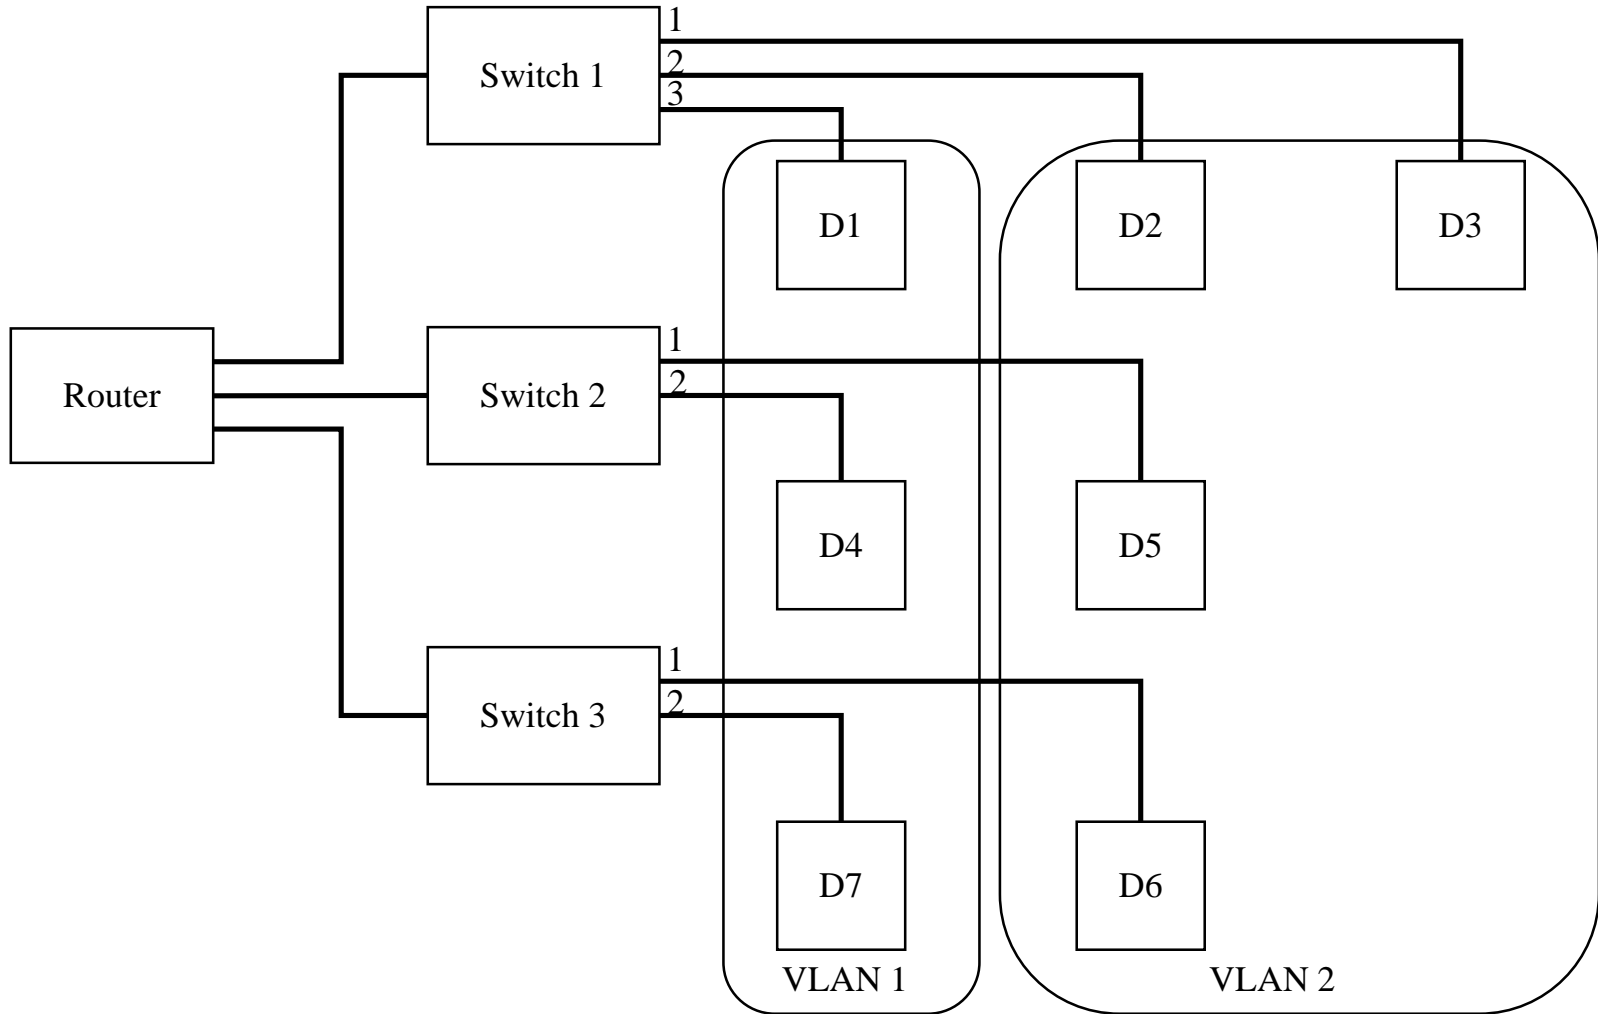 1
Switch 1
2
3
D1
D2
D3
1
Router
Switch 2
2
D4
D5
1
Switch 3
2
D7
D6
VLAN 1
VLAN 2